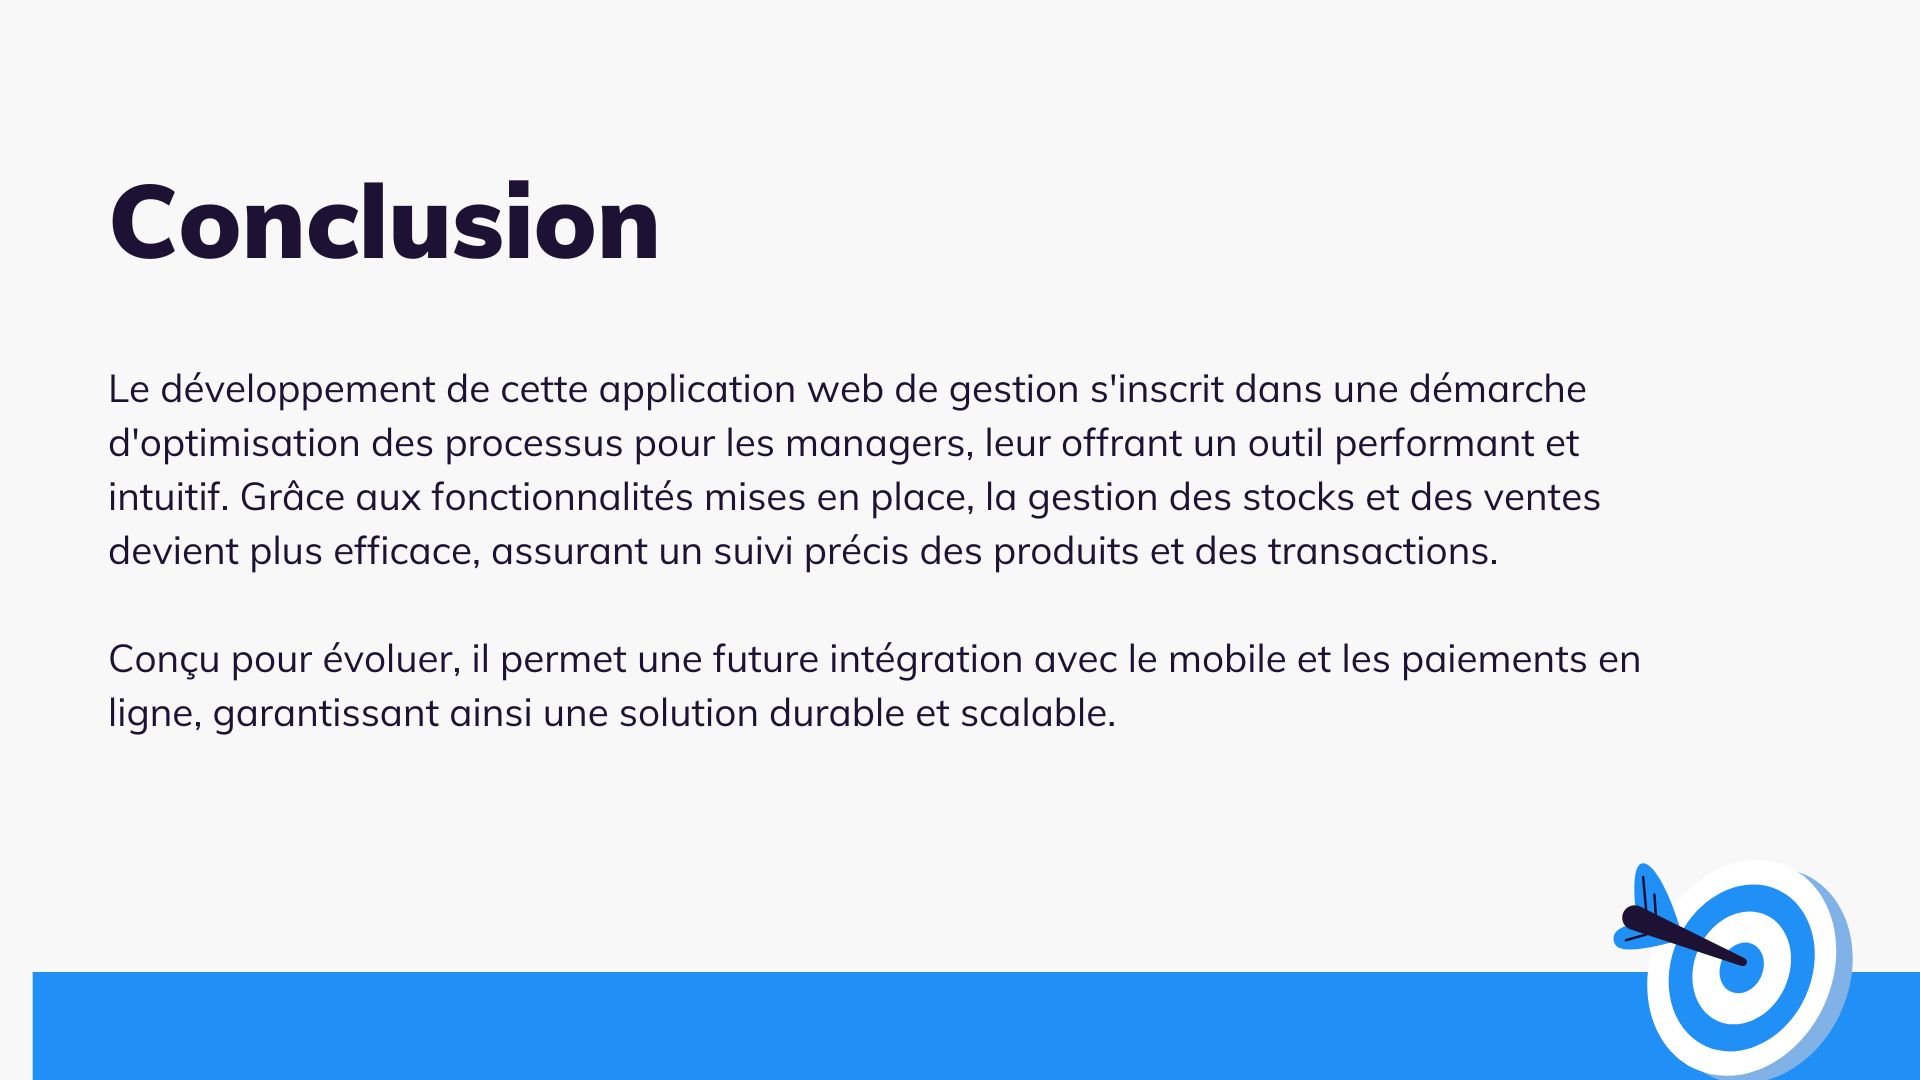 Conclusion
Le développement de cette application web de gestion s'inscrit dans une démarche
d'optimisation des processus pour les managers, leur offrant un outil performant et
intuitif. Grâce aux fonctionnalités mises en place, la gestion des stocks et des ventes
devient plus efficace, assurant un suivi précis des produits et des transactions.
Conçu pour évoluer, il permet une future intégration avec le mobile et les paiements en
ligne, garantissant ainsi une solution durable et scalable.